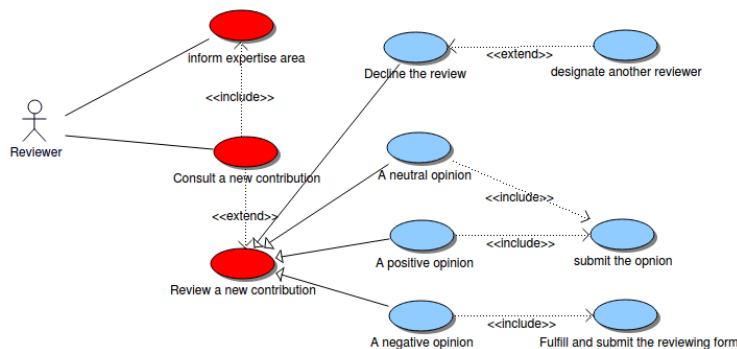 inform expertise area
Decline the review
<<extend>>
designate another reviewer
<<include>>
Reviewer
Consult a new contribution
A neutral opinion
<<include>>
<<extend>>
A positive opinion
<<include>>
submit the opnion
Review a new contribution
A negative opinion
<<include>>
Fulfill and submit the reviewing form